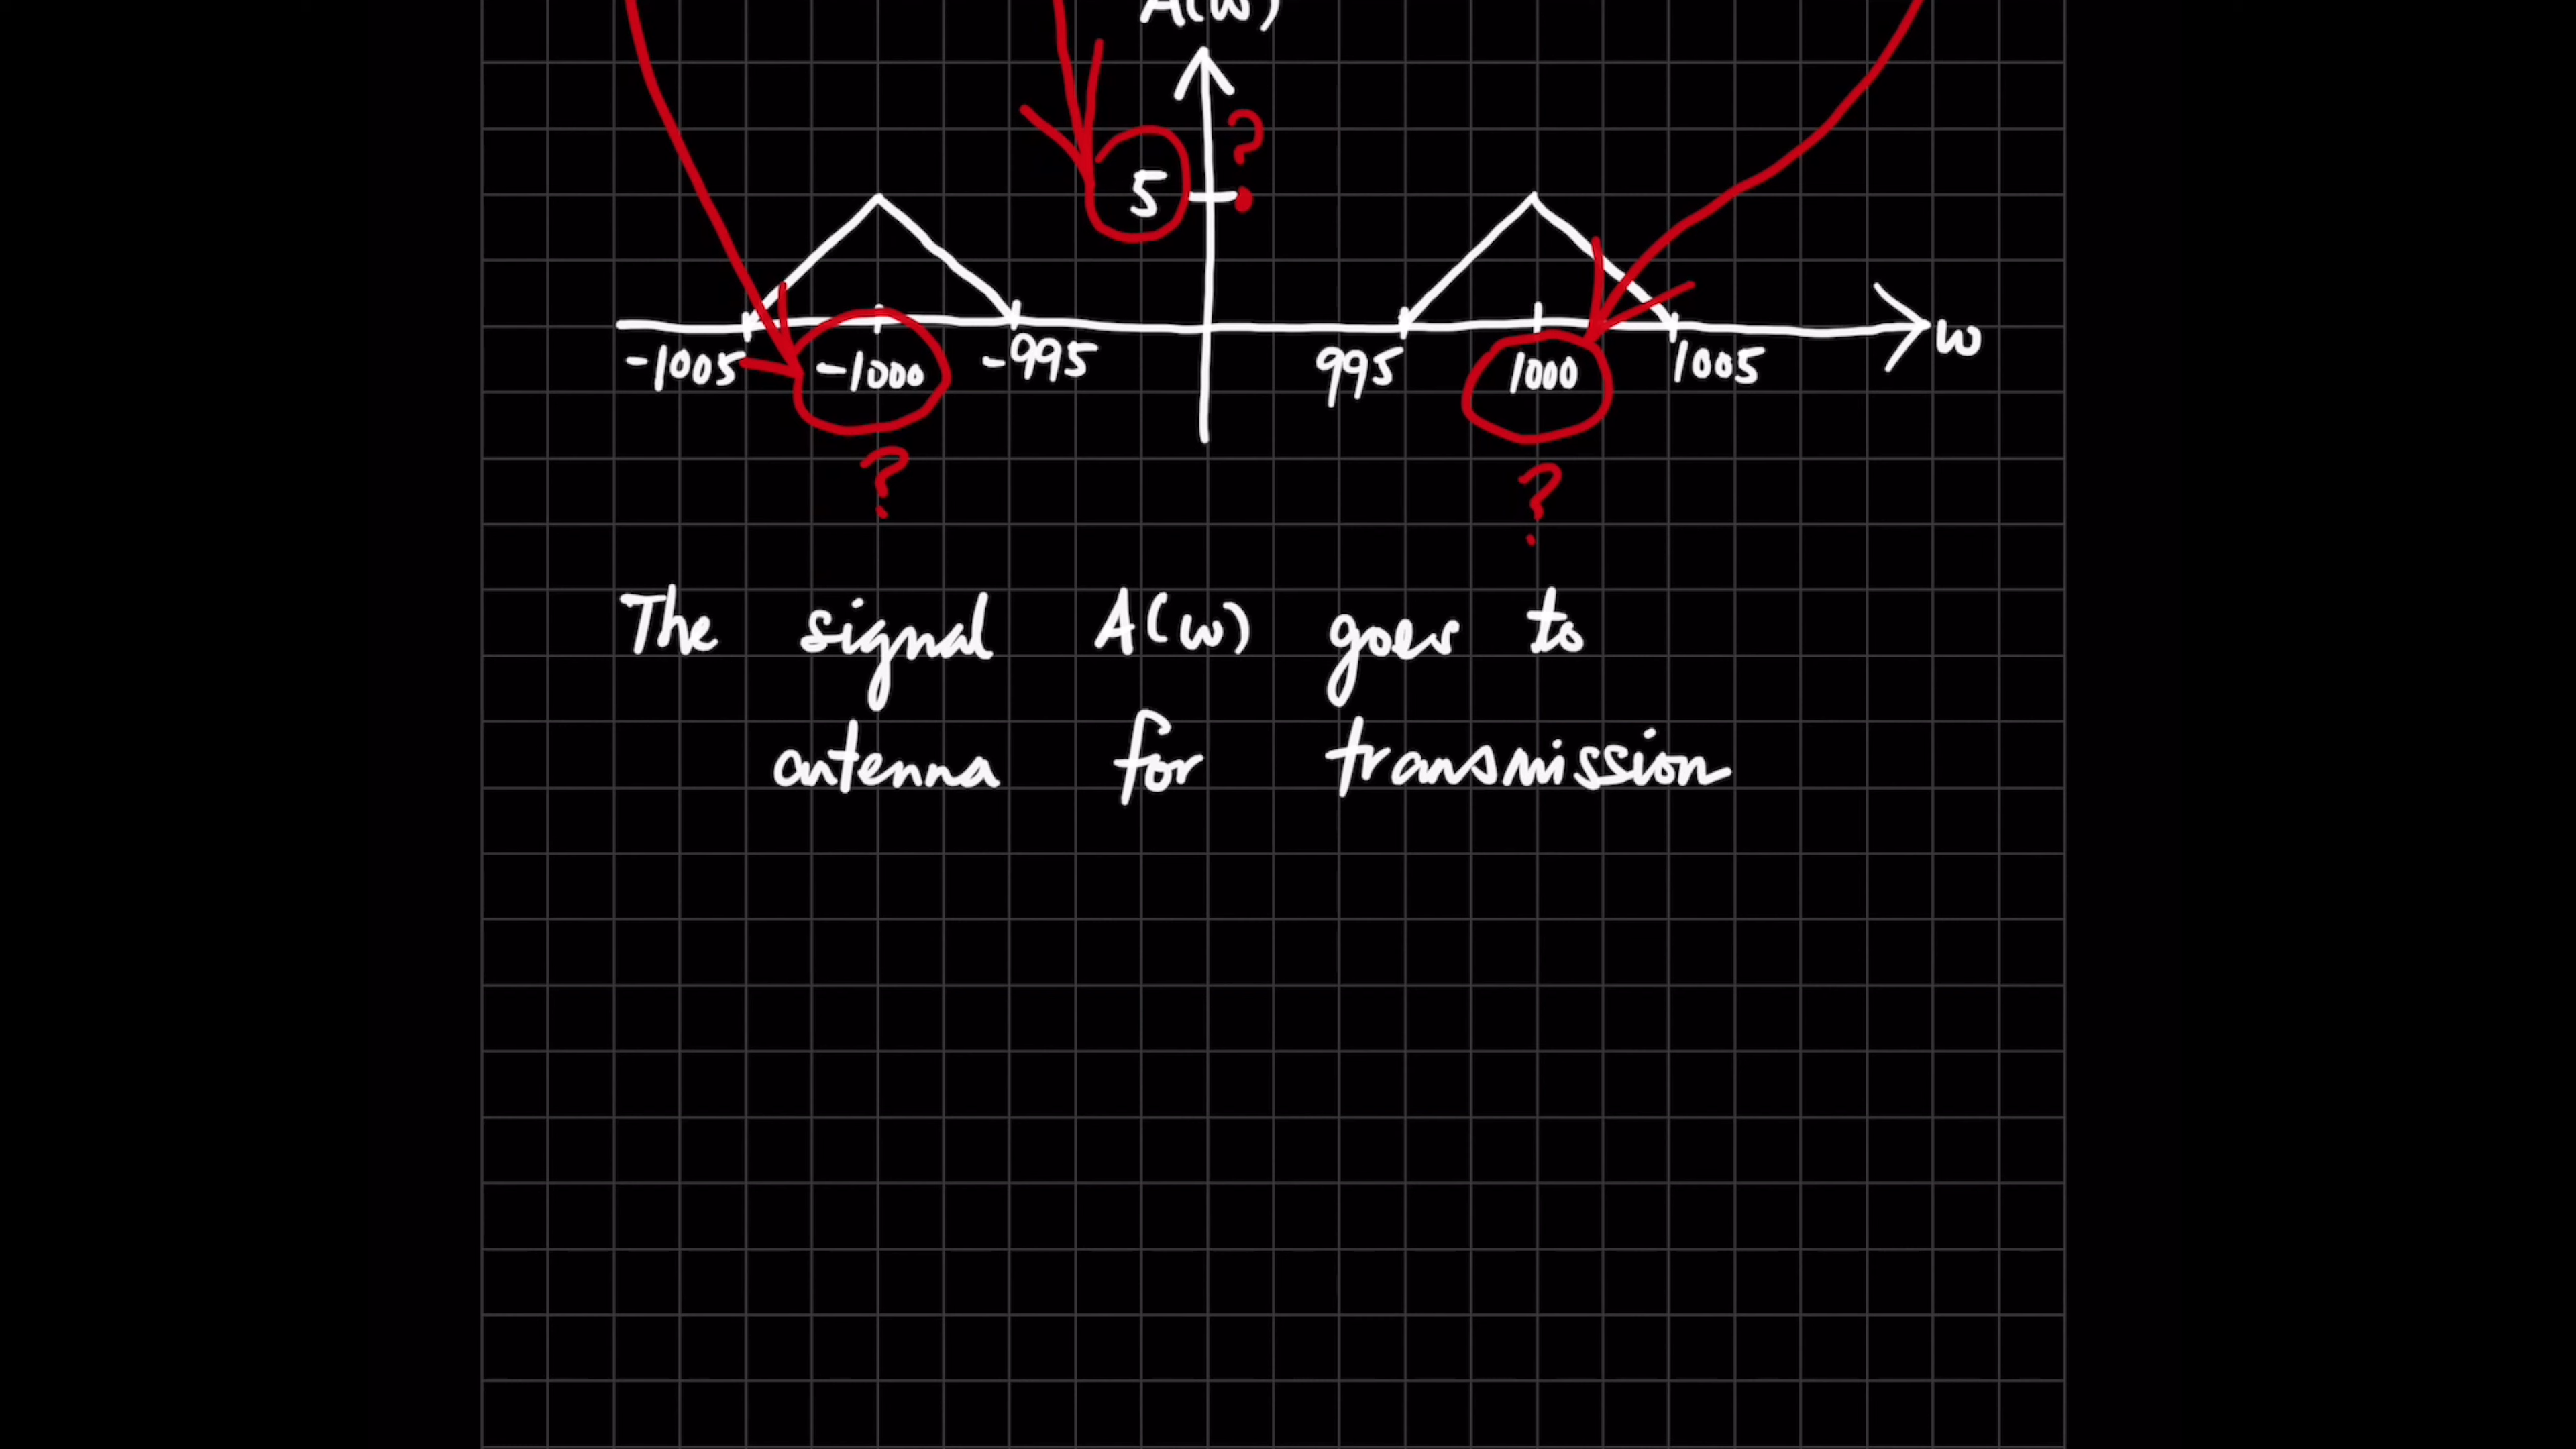 A(w)
?
5
-1005 -1000 -995 995 1000 1005 w
? ?
The signal A(w) goes to
antenna for transmission